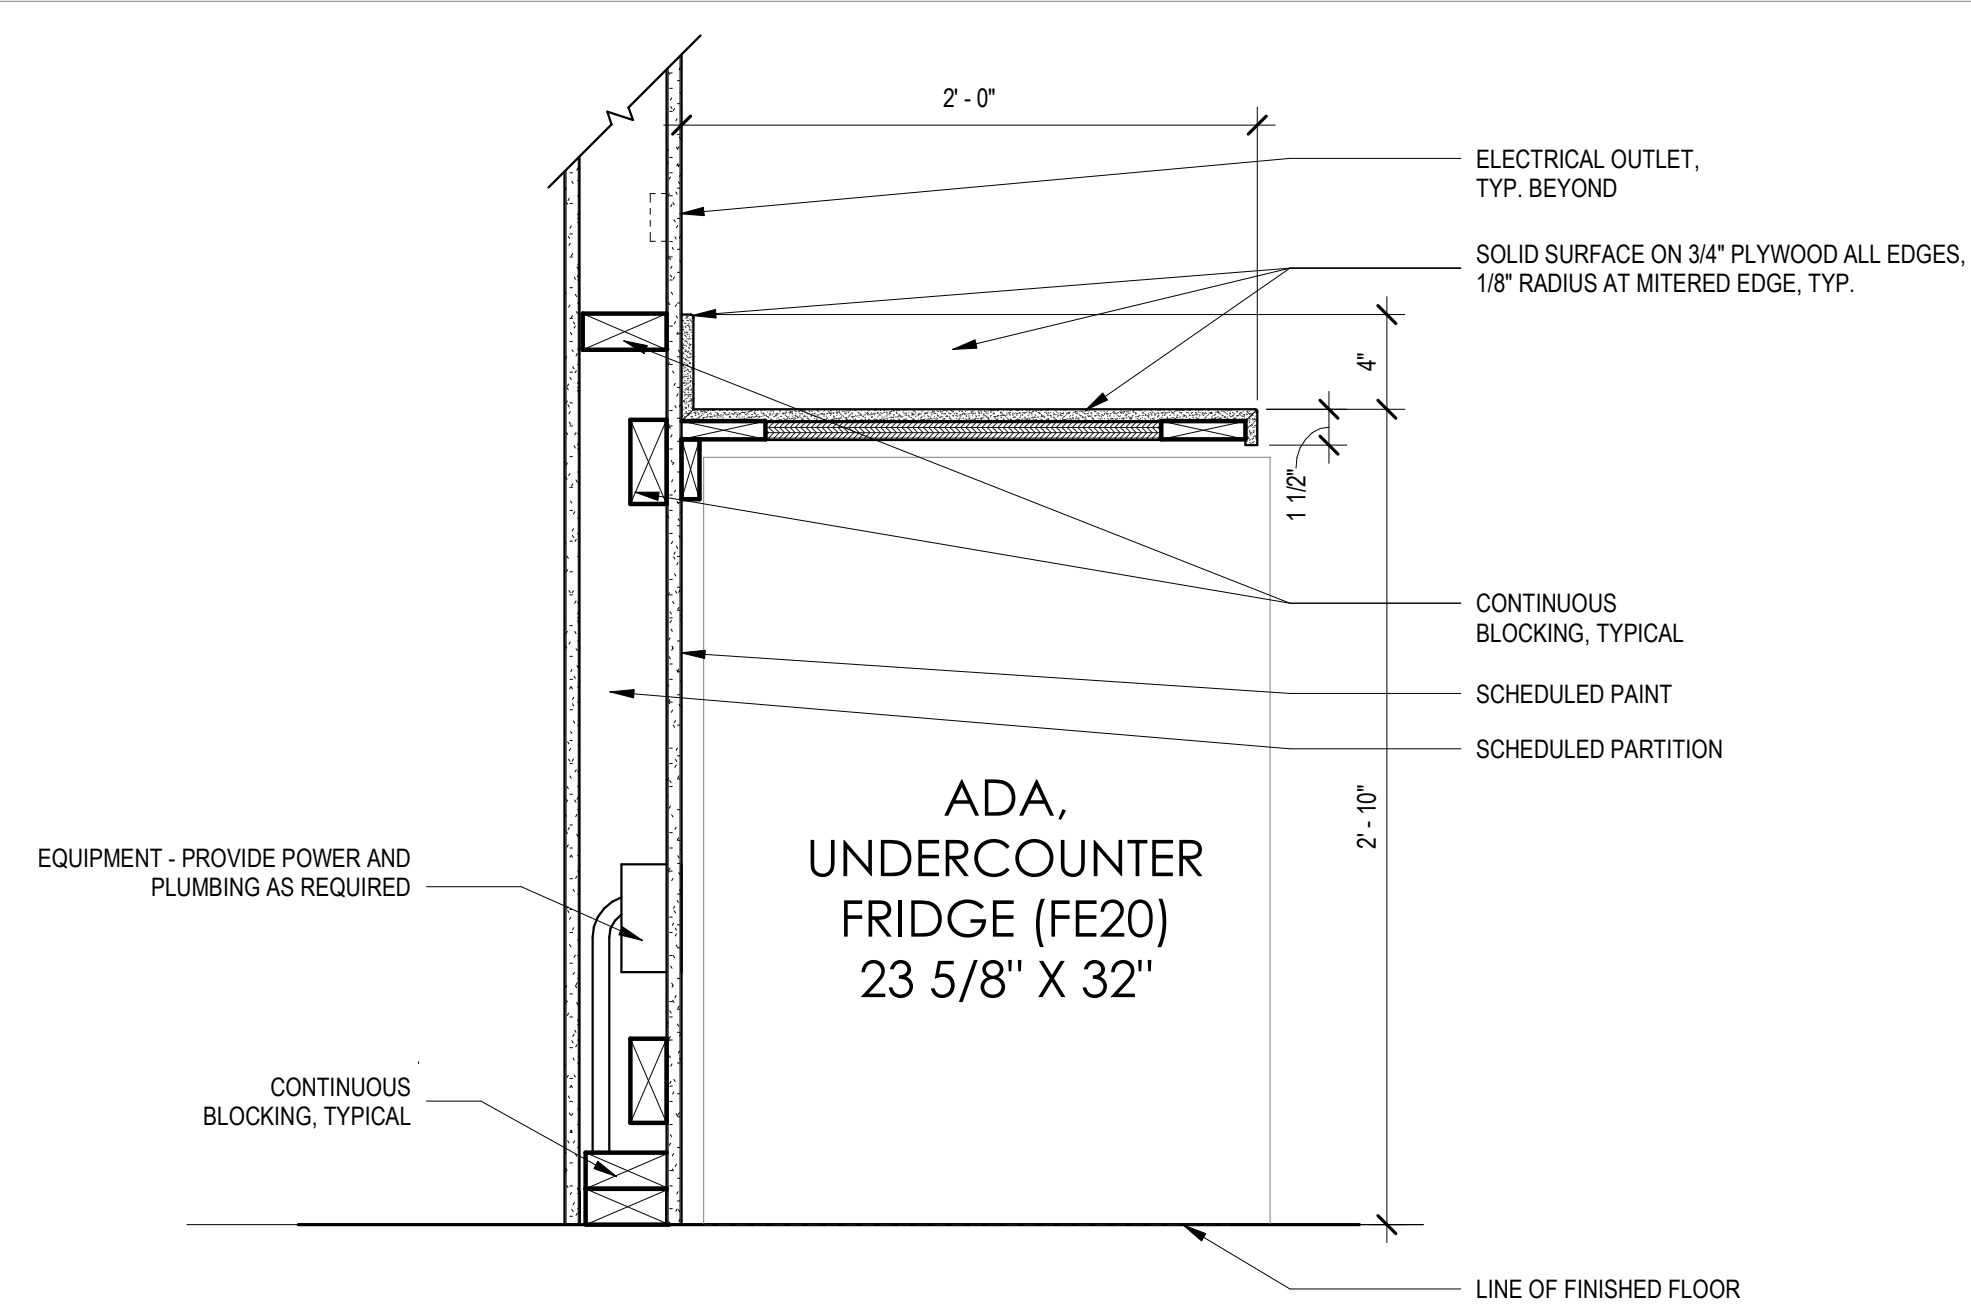 2' - 0"
ELECTRICAL OUTLET,
TYP. BEYOND
SOLID SURFACE ON 3/4" PLYWOOD ALL EDGES,
1/8" RADIUS AT MITERED EDGE, TYP.
4"
1 1/2"
CONTINUOUS
BLOCKING, TYPICAL
SCHEDULED PAINT
SCHEDULED PARTITION
2' - 10"
ADA,
UNDERCOUNTER
FRIDGE (FE20)
23 5/8" X 32"
EQUIPMENT - PROVIDE POWER AND
PLUMBING AS REQUIRED
CONTINUOUS
BLOCKING, TYPICAL
LINE OF FINISHED FLOOR